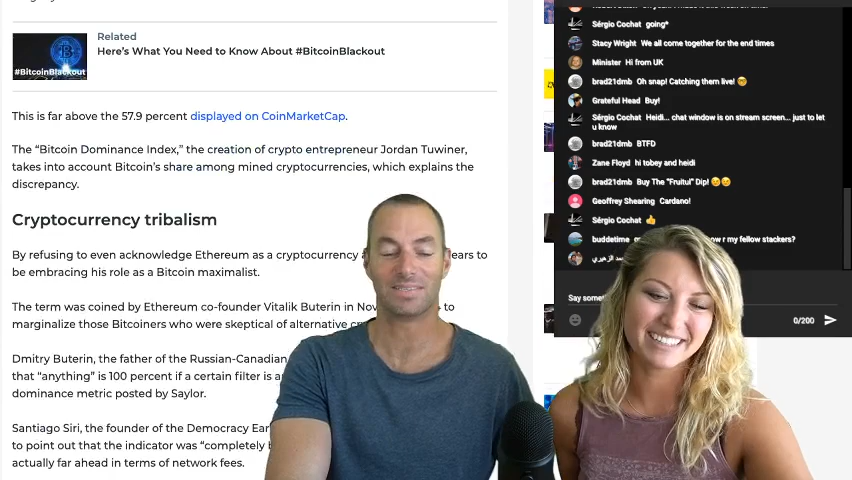 Related
Here's What You Need to Know About #BitcoinBlackout
#BitcoinBlackout
This is far above the 57.9 percent displayed on CoinMarketCap.
The “Bitcoin Dominance Index,” the creation of crypto entrepreneur Jordan Tuwiner,
takes into account Bitcoin’s share among mined cryptocurrencies, which explains the
discrepancy.
Cryptocurrency tribalism
By refusing to even acknowledge Ethereum as a cryptocurrency ears to
be embracing his role as a Bitcoin maximalist.
The term was coined by Ethereum co-founder Vitalik Buterin in to
marginalize those Bitcoiners who were skeptical of alternative
Dmitry Buterin, the father of the Russian-Canadian
that “anything” is 100 percent if a certain filter is
dominance metric posted by Saylor.
Santiago Siri, the founder of the Democracy
to point out that the indicator was “completely
actually far ahead in terms of network fees.
Sérgio Cochat going*
Stacy Wright We all come together for the end times
Minister Hi from UK
brad21dmb Oh snap! Catching them live! 🤓
Grateful Head Buy!
Sérgio Cochat Heidi... chat window is on stream screen... just to let
u know
brad21dmb BTFD
Zane Floyd hi tobey and heidi
brad21dmb Buy The "Fruitul" Dip! 😉😉
Geoffrey Shearing Cardano!
Sérgio Cochat 👍
buddetime r my fellow stackers?
Say
0/200